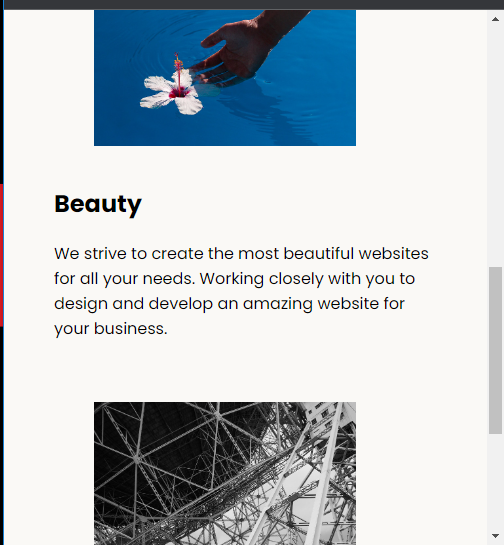 Beauty
We strive to create the most beautiful websites
for all your needs. Working closely with you to
design and develop an amazing website for
your business.